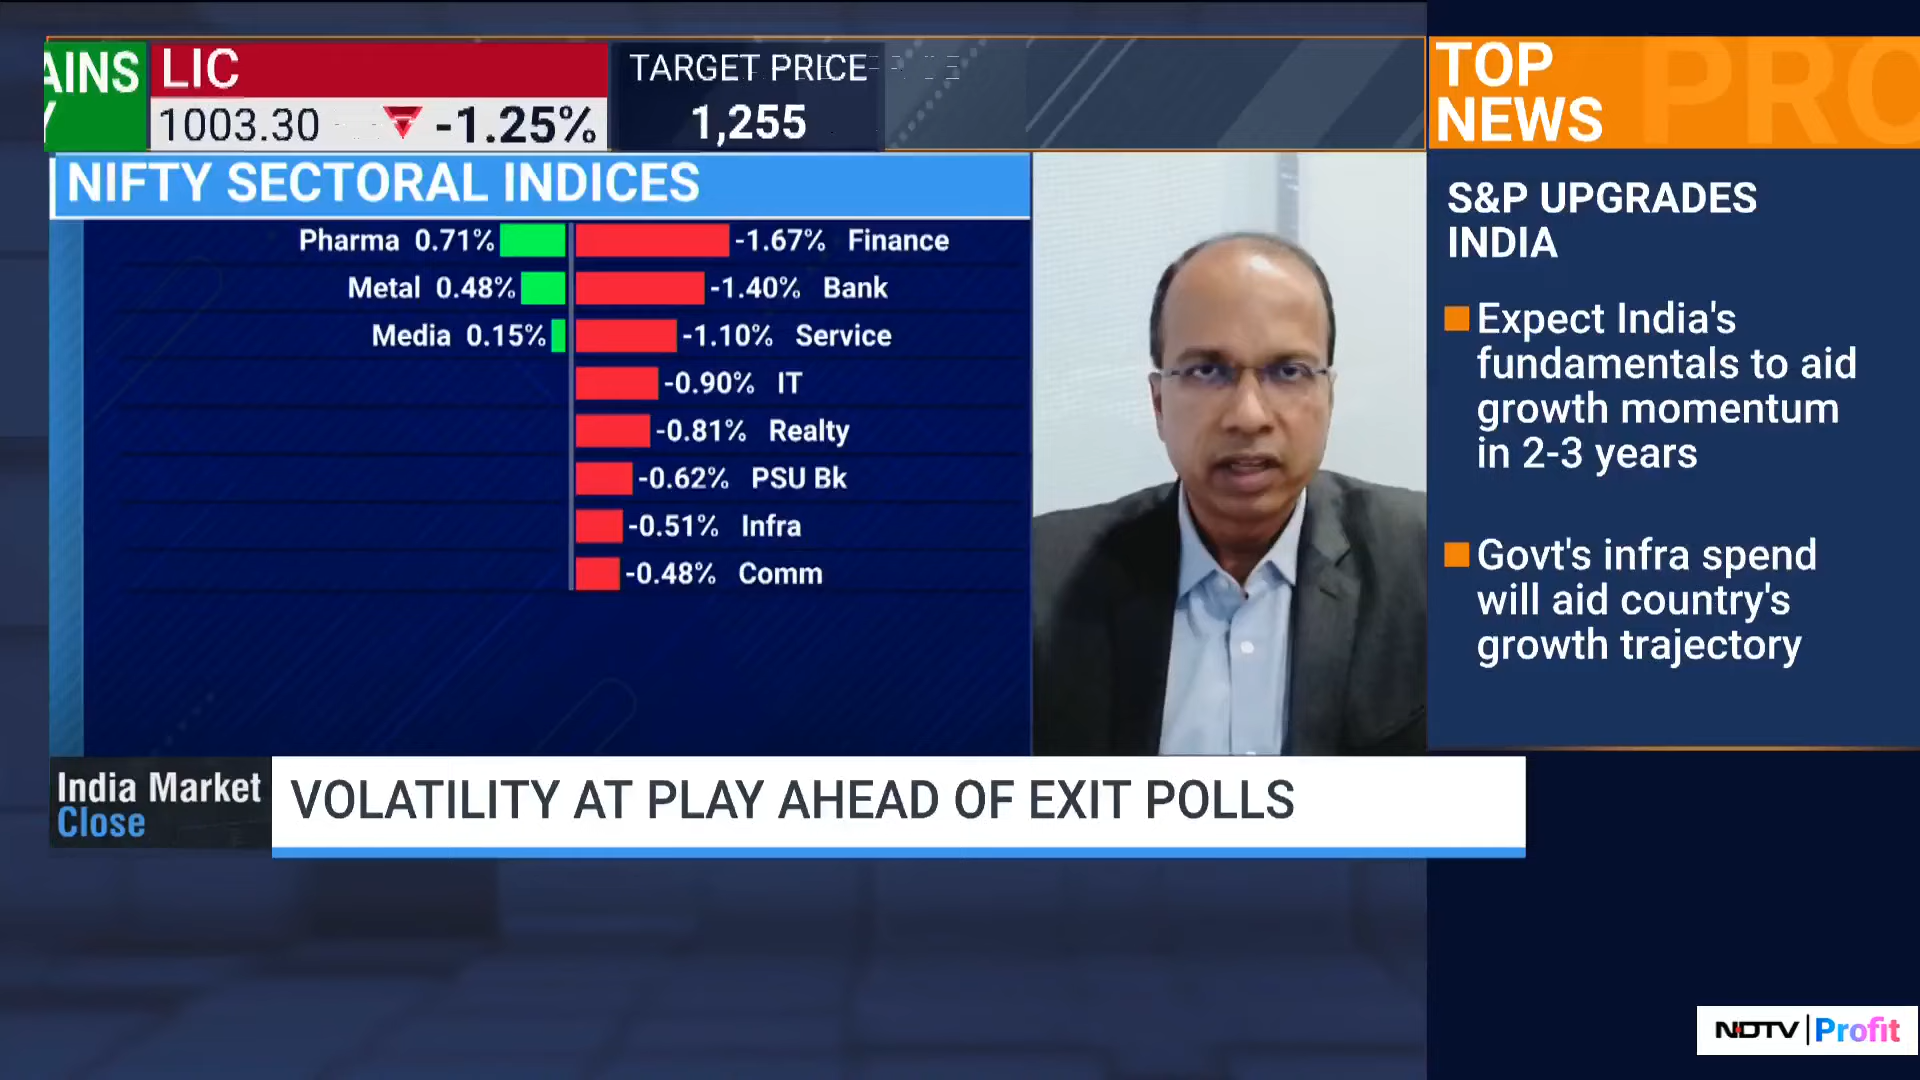 AINS
LIC
1003.30 -1.25%
TARGET PRICE
1,255
TOP
NEWS
PRO
NIFTY SECTORAL INDICES
Pharma 0.71% -1.67% Finance
Metal 0.48% -1.40% Bank
Media 0.15% -1.10% Service
-0.90% IT
-0.81% Realty
-0.62% PSU Bk
-0.51% Infra
-0.48% Comm
S&P UPGRADES
INDIA
Expect India's
fundamentals to aid
growth momentum
in 2-3 years
Govt's infra spend
will aid country's
growth trajectory
India Market
Close
VOLATILITY AT PLAY AHEAD OF EXIT POLLS
NDTV Profit